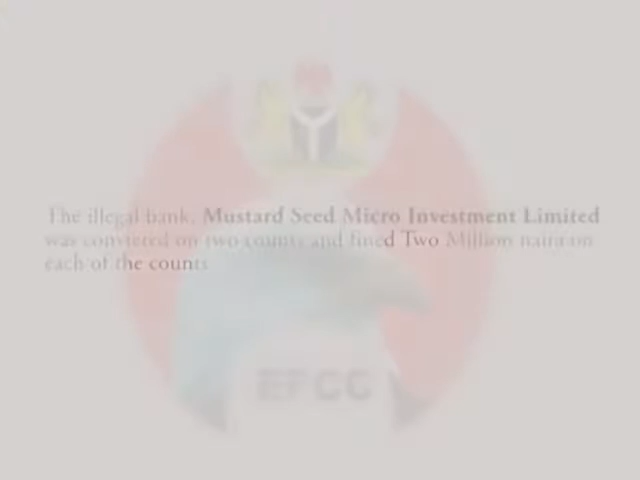 The illegal bank, Mustard Seed Micro Investment Limited
was convicted on two counts and fined Two Million naira on
each of the counts
EFCC